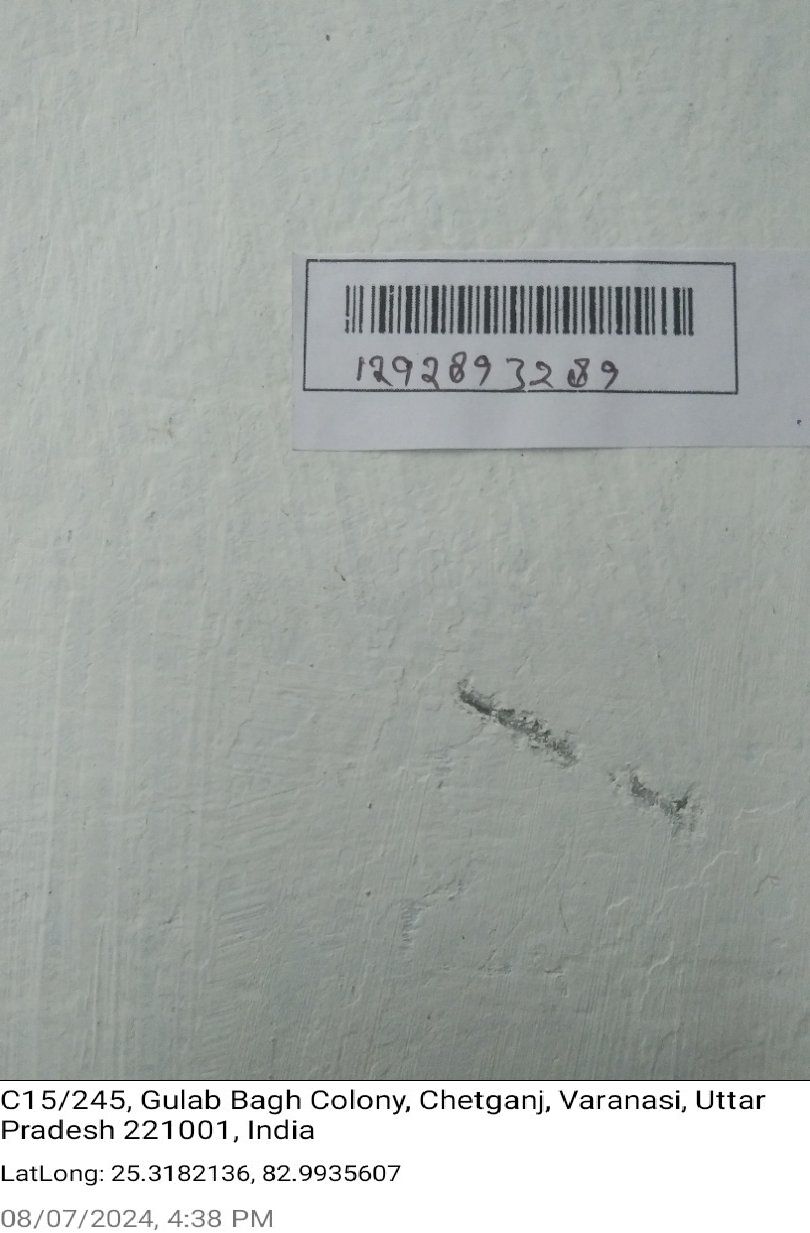 1292893289
C15/245, Gulab Bagh Colony, Chetganj, Varanasi, Uttar
Pradesh 221001, India
LatLong: 25.3182136, 82.9935607
08/07/2024, 4:38 PM